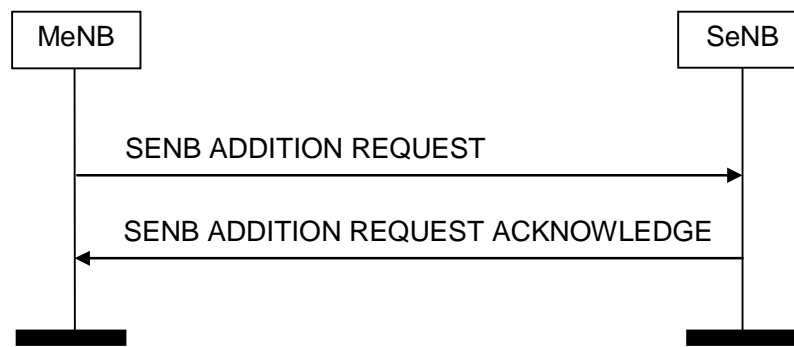 MeNB
SeNB
SENB ADDITION REQUEST
SENB ADDITION REQUEST ACKNOWLEDGE